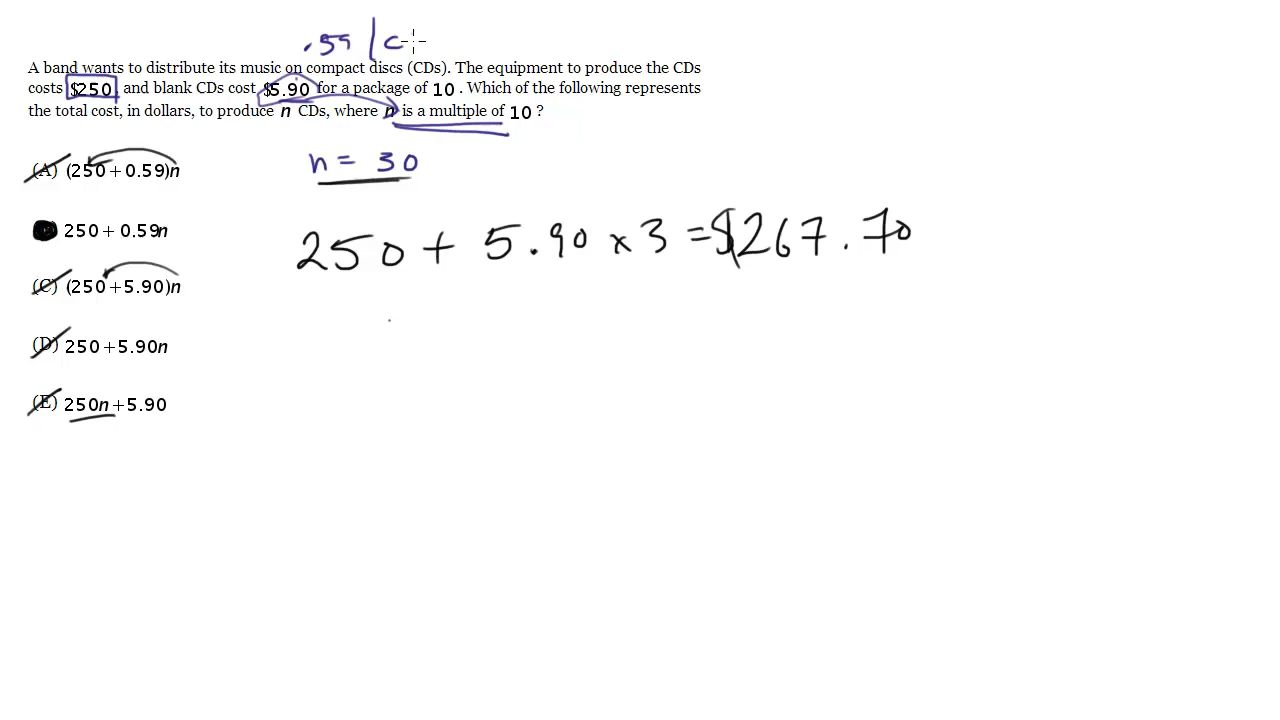 .59 | C
A band wants to distribute its music on compact discs (CDs). The equipment to produce the CDs
costs $250, and blank CDs cost $5.90 for a package of 10. Which of the following represents
the total cost, in dollars, to produce n CDs, where n is a multiple of 10?
n = 30
(A) (250+0.59)n
250+0.59n
250 + 5.90 x 3 = $267.70
(C) (250+5.90)n
(D) 250+5.90n
(E) 250n+5.90